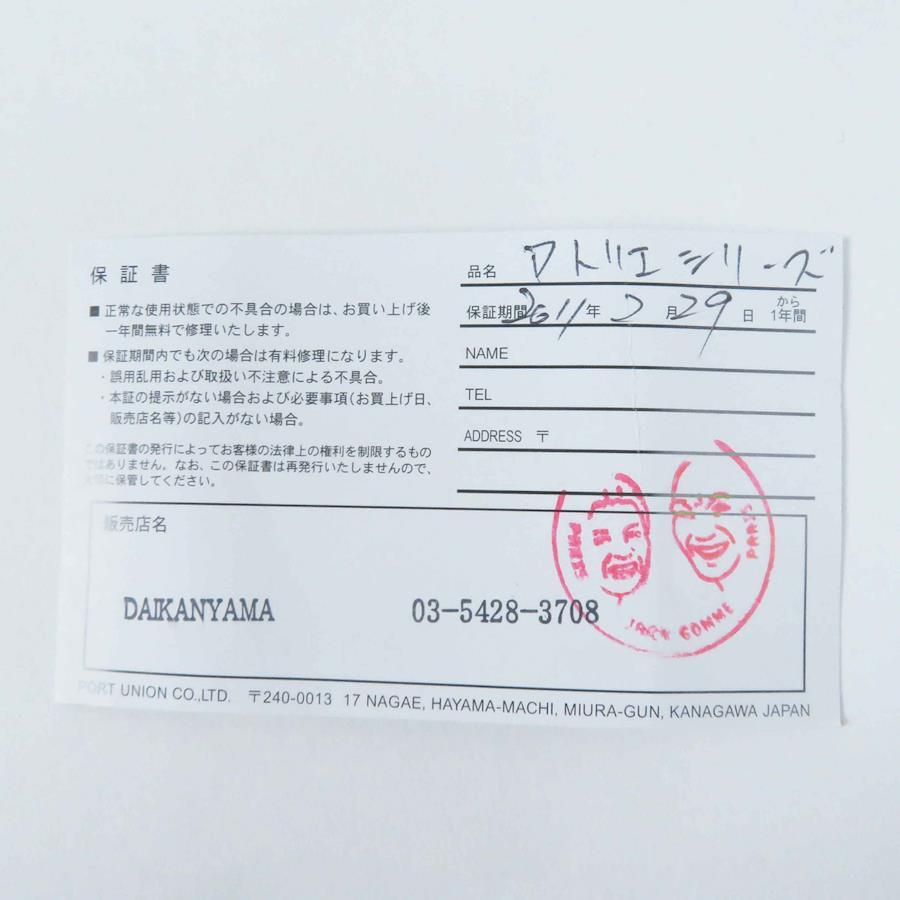 保証書
■ 正常な使用状態での不具合の場合は、お買い上げ後
一年間無料で修理いたします。
■ 保証期間内でも次の場合は有料修理になります。
・誤用乱用および取扱い不注意による不具合。
・本証の提示がない場合および必要事項(お買上げ日、
販売店名等)の記入がない場合。
この保証書の発行によってお客様の法律上の権利を制限するもの
ではありません。なお、この保証書は再発行いたしませんので、
大切に保管してください。
品名 アトリエシリーズ
保証期間 2011年2月29日から1年間
NAME
TEL
ADDRESS 〒
販売店名
DAIKANYAMA 03-5428-3708
PARIS
JACK GOMME
PORT UNION CO.,LTD. 〒240-0013 17 NAGAE, HAYAMA-MACHI, MIURA-GUN, KANAGAWA JAPAN